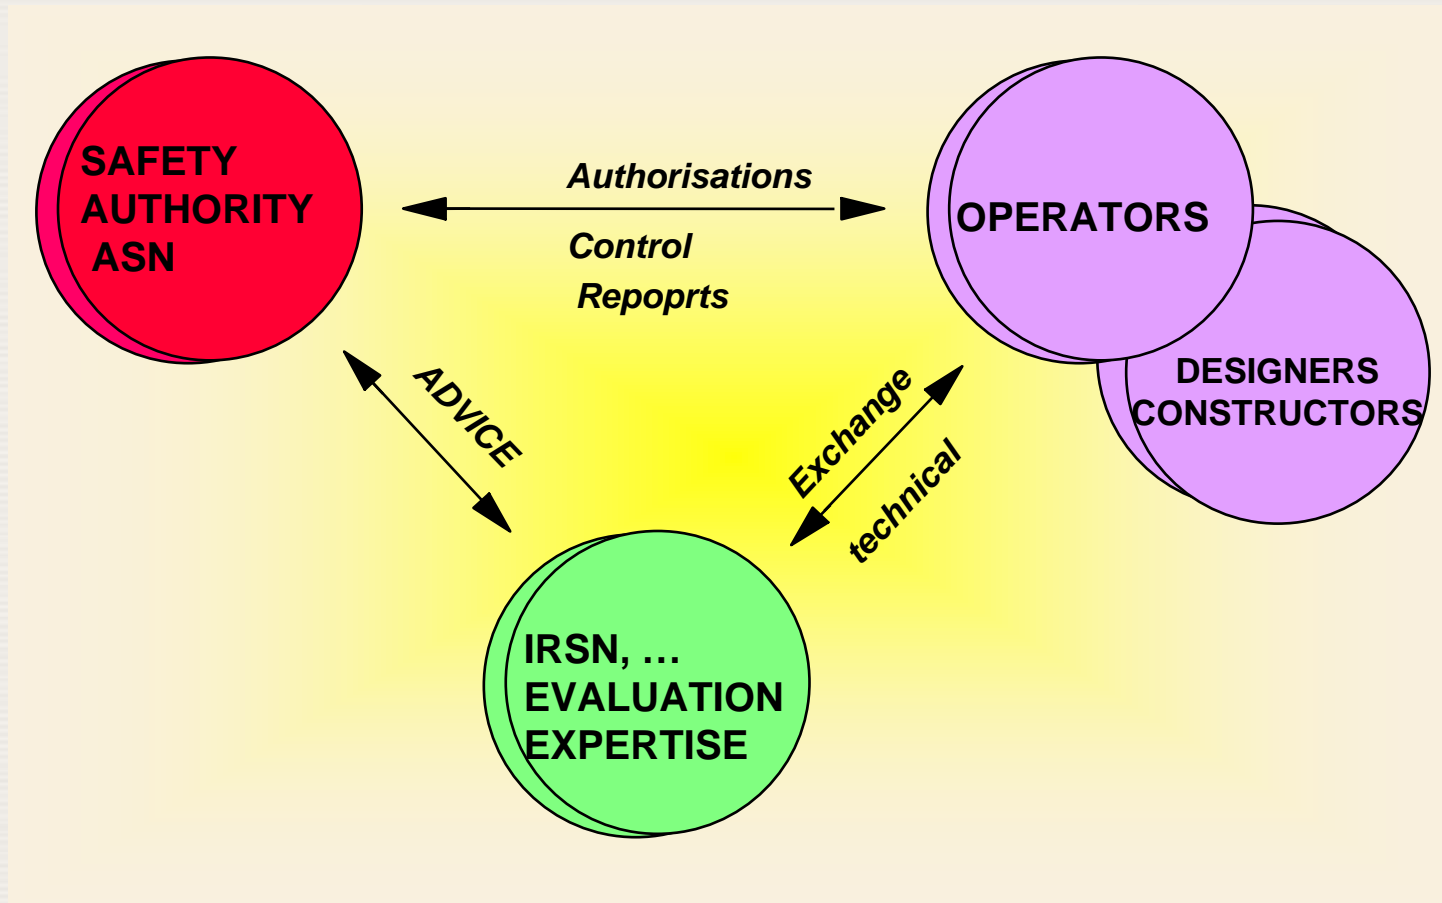 SAFETY
AUTHORITY
ASN
Authorisations
Control
Repoprts
OPERATORS
DESIGNERS
CONSTRUCTORS
ADVICE
Exchange
technical
IRSN, …
EVALUATION
EXPERTISE